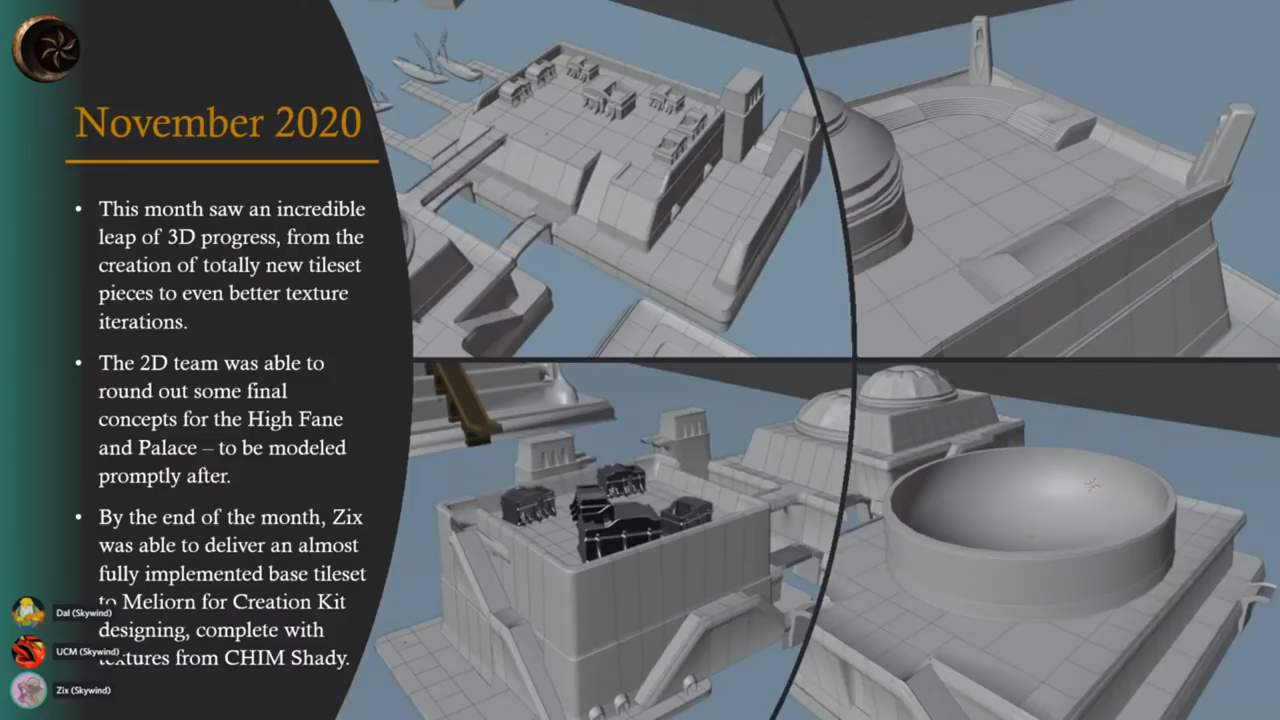 November 2020
• This month saw an incredible
leap of 3D progress, from the
creation of totally new tileset
pieces to even better texture
iterations.
• The 2D team was able to
round out some final
concepts for the High Fane
and Palace – to be modeled
promptly after.
• By the end of the month, Zix
was able to deliver an almost
fully implemented base tileset
to Meliorn for Creation Kit
designing, complete with
textures from CHIM Shady.
Dal (Skywind)
UCM (Skywind)
Zix (Skywind)